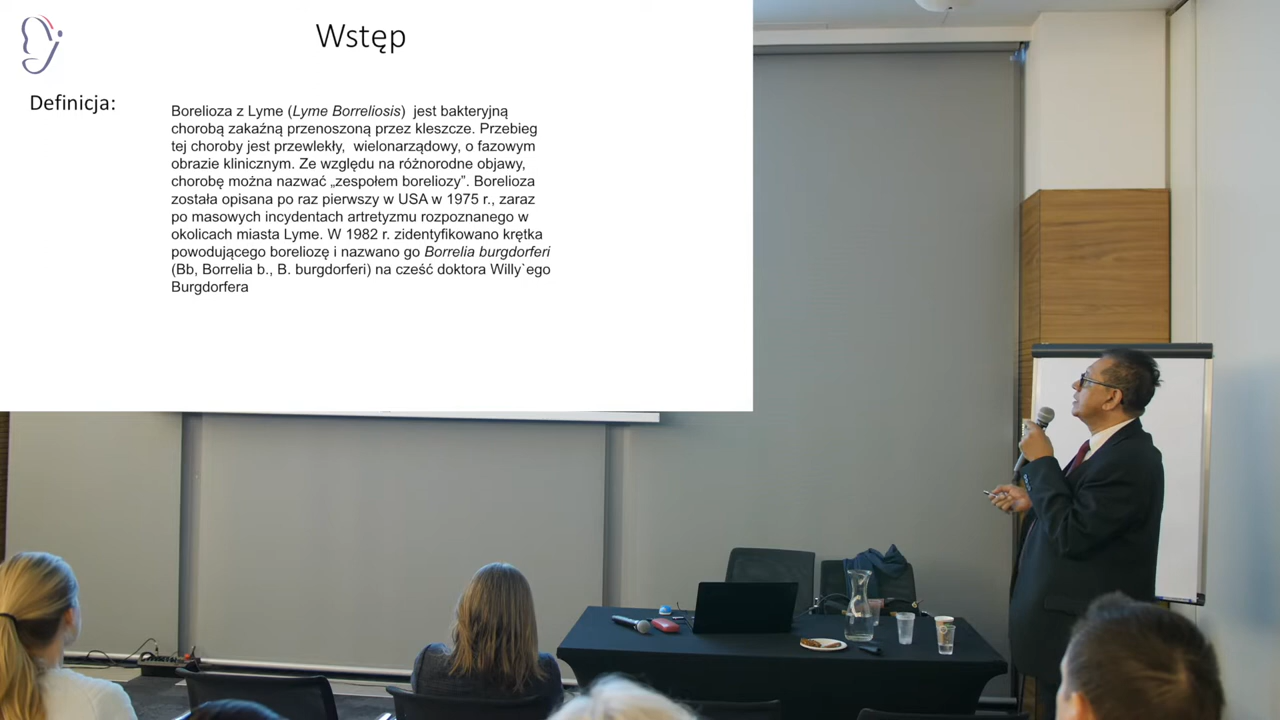 Wstęp
Definicja:
Borelioza z Lyme (Lyme Borreliosis)  jest bakteryjną
chorobą zakaźną przenoszoną przez kleszcze. Przebieg
tej choroby jest przewlekły,  wielonarządowy, o fazowym
obrazie klinicznym. Ze względu na różnorodne objawy,
chorobę można nazwać „zespołem boreliozy”. Borelioza
została opisana po raz pierwszy w USA w 1975 r., zaraz
po masowych incydentach artretyzmu rozpoznanego w
okolicach miasta Lyme. W 1982 r. zidentyfikowano krętka
powodującego boreliozę i nazwano go Borrelia burgdorferi
(Bb, Borrelia b., B. burgdorferi) na cześć doktora Willy`ego
Burgdorfera